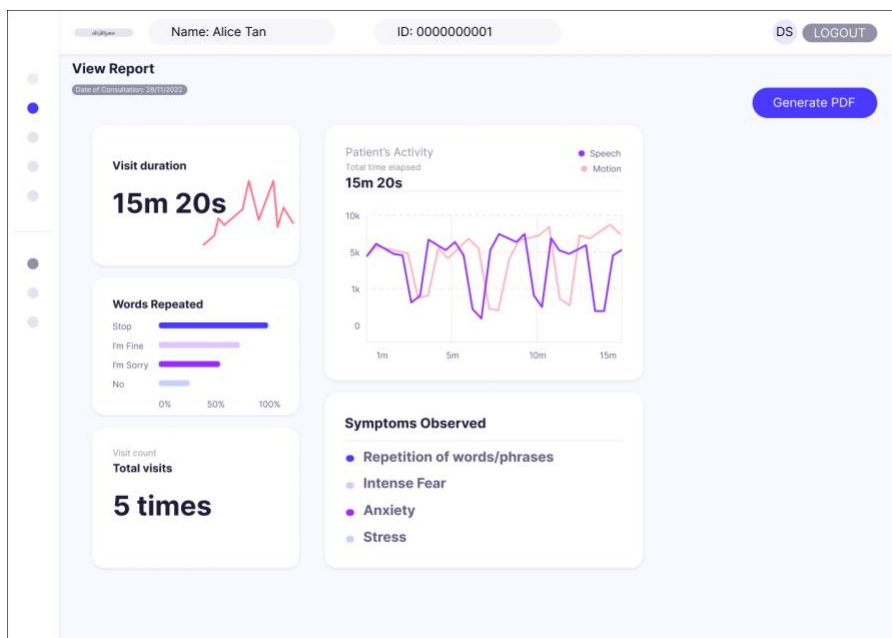 Name: Alice Tan
ID: 0000000001
DS
LOGOUT
View Report
Date of Consultation: 28/11/2022
Generate PDF
Visit duration
15m 20s
Patient's Activity
Total time elapsed
15m 20s
Speech
Motion
10k
5k
1k
0
1m
5m
10m
15m
Words Repeated
Stop
I'm Fine
I'm Sorry
No
0%
50%
100%
Symptoms Observed
Repetition of words/phrases
Intense Fear
Anxiety
Stress
Visit count
Total visits
5 times